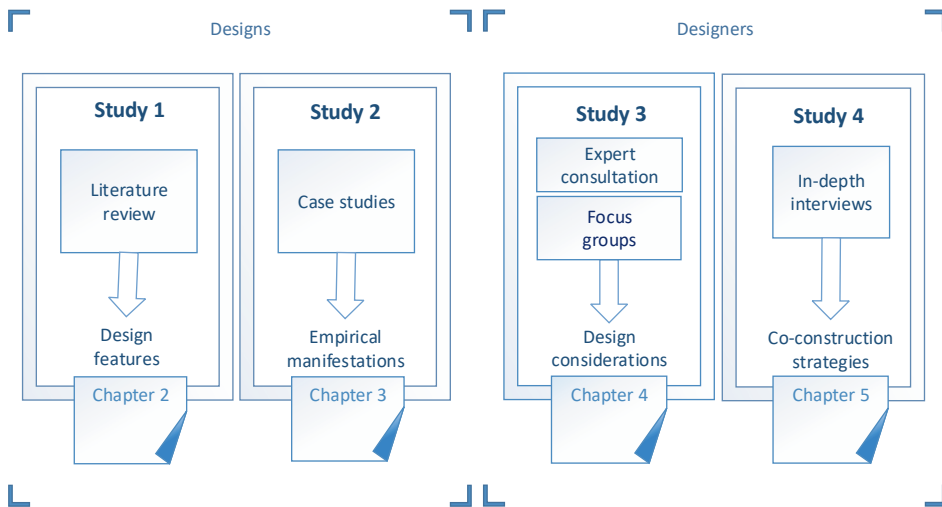 Designs
Study 1
Literature
review
Design
features
Chapter 2
Study 2
Case studies
Empirical
manifestations
Chapter 3
Designers
Study 3
Expert
consultation
Focus
groups
Design
considerations
Chapter 4
Study 4
In-depth
interviews
Co-construction
strategies
Chapter 5